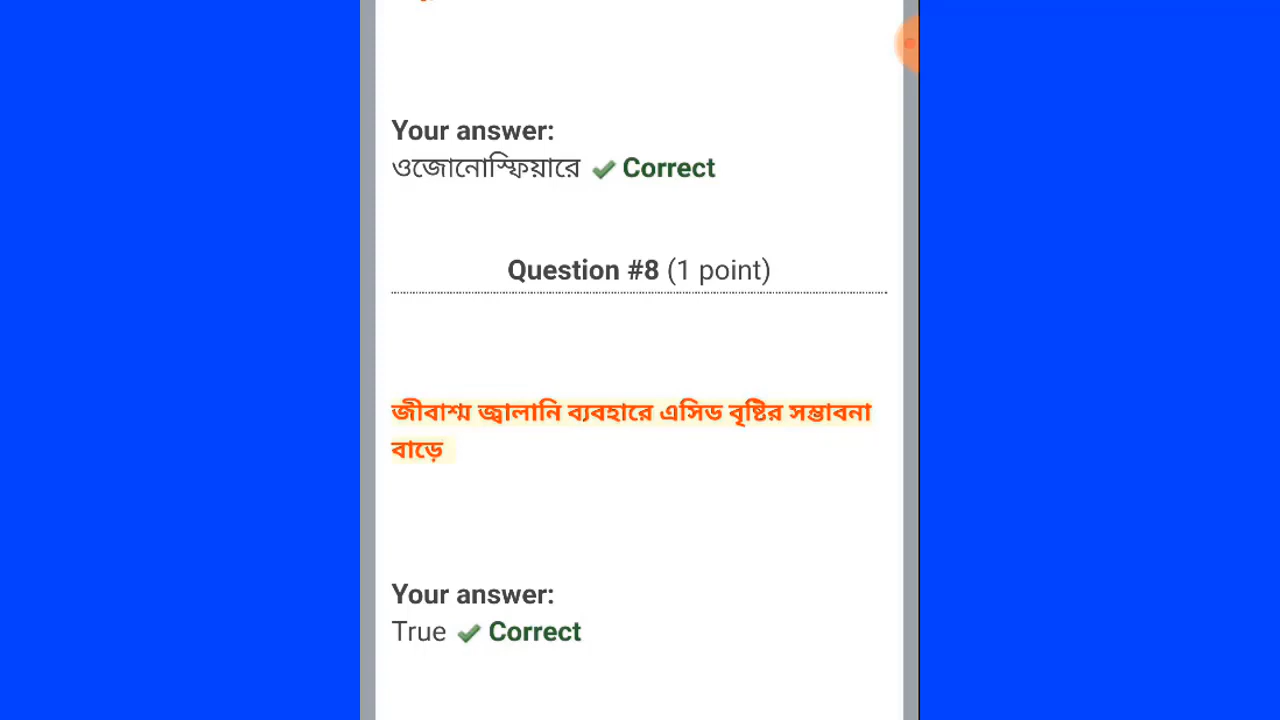 Your answer:
ওজোনোস্ফিয়ারে Correct
Question #8 (1 point)
জীবাশ্ম জ্বালানি ব্যবহারে এসিড বৃষ্টির সম্ভাবনা
বাড়ে
Your answer:
True Correct